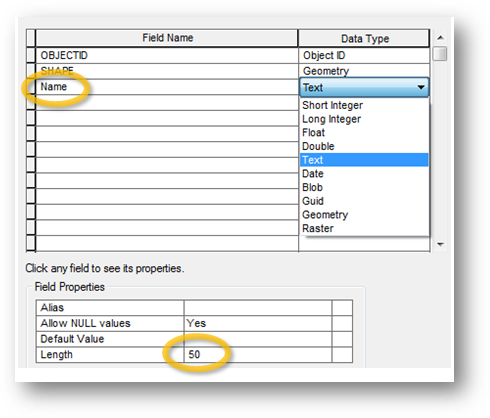 Field Name Data Type
OBJECTID Object ID
SHAPE Geometry
Name Text
Short Integer
Long Integer
Float
Double
Text
Date
Blob
Guid
Geometry
Raster
Click any field to see its properties.
Field Properties
Alias
Allow NULL values Yes
Default Value
Length 50